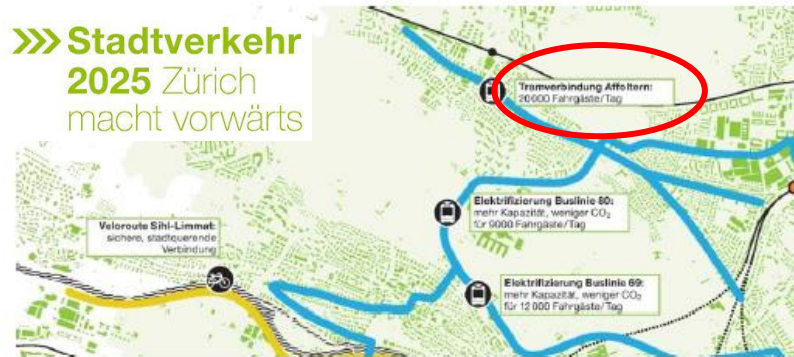 >>> Stadtverkehr
2025 Zürich
macht vorwärts
Tramverbindung Affoltern:
20000 Fahrgäste/Tag
Elektrifizierung Buslinie 80:
mehr Kapazität, weniger CO₂
für 9000 Fahrgäste/Tag
Veloroute Sihl-Limmat:
sichere, stadtquerende
Verbindung
Elektrifizierung Buslinie 69:
mehr Kapazität, weniger CO₂
für 12000 Fahrgäste/Tag